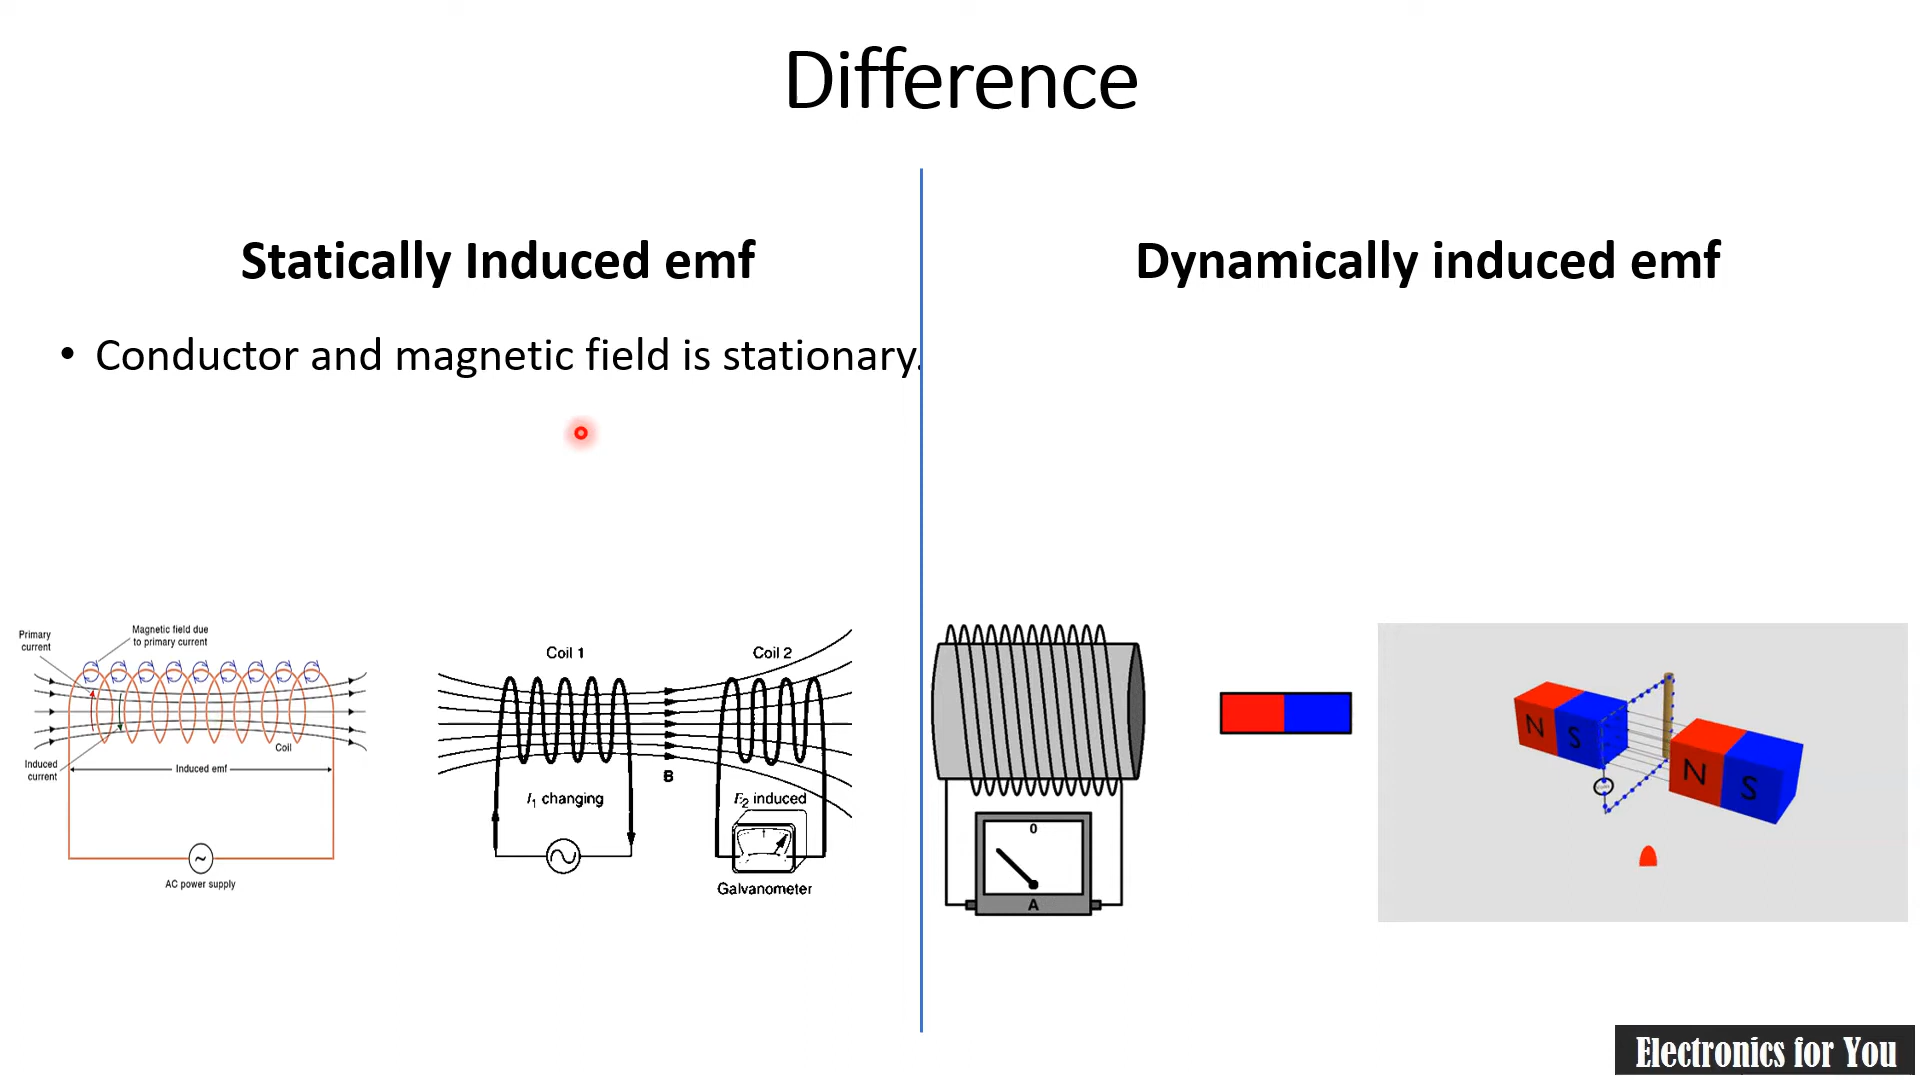 Difference
Statically Induced emf
• Conductor and magnetic field is stationary.
Primary
current
Magnetic field due
to primary current
Induced
current
Coil
Induced emf
AC power supply
Coil 1
Coil 2
B
I1 changing
E2 induced
Galvanometer
Dynamically induced emf
0
A
N S
N S
Electronics for You